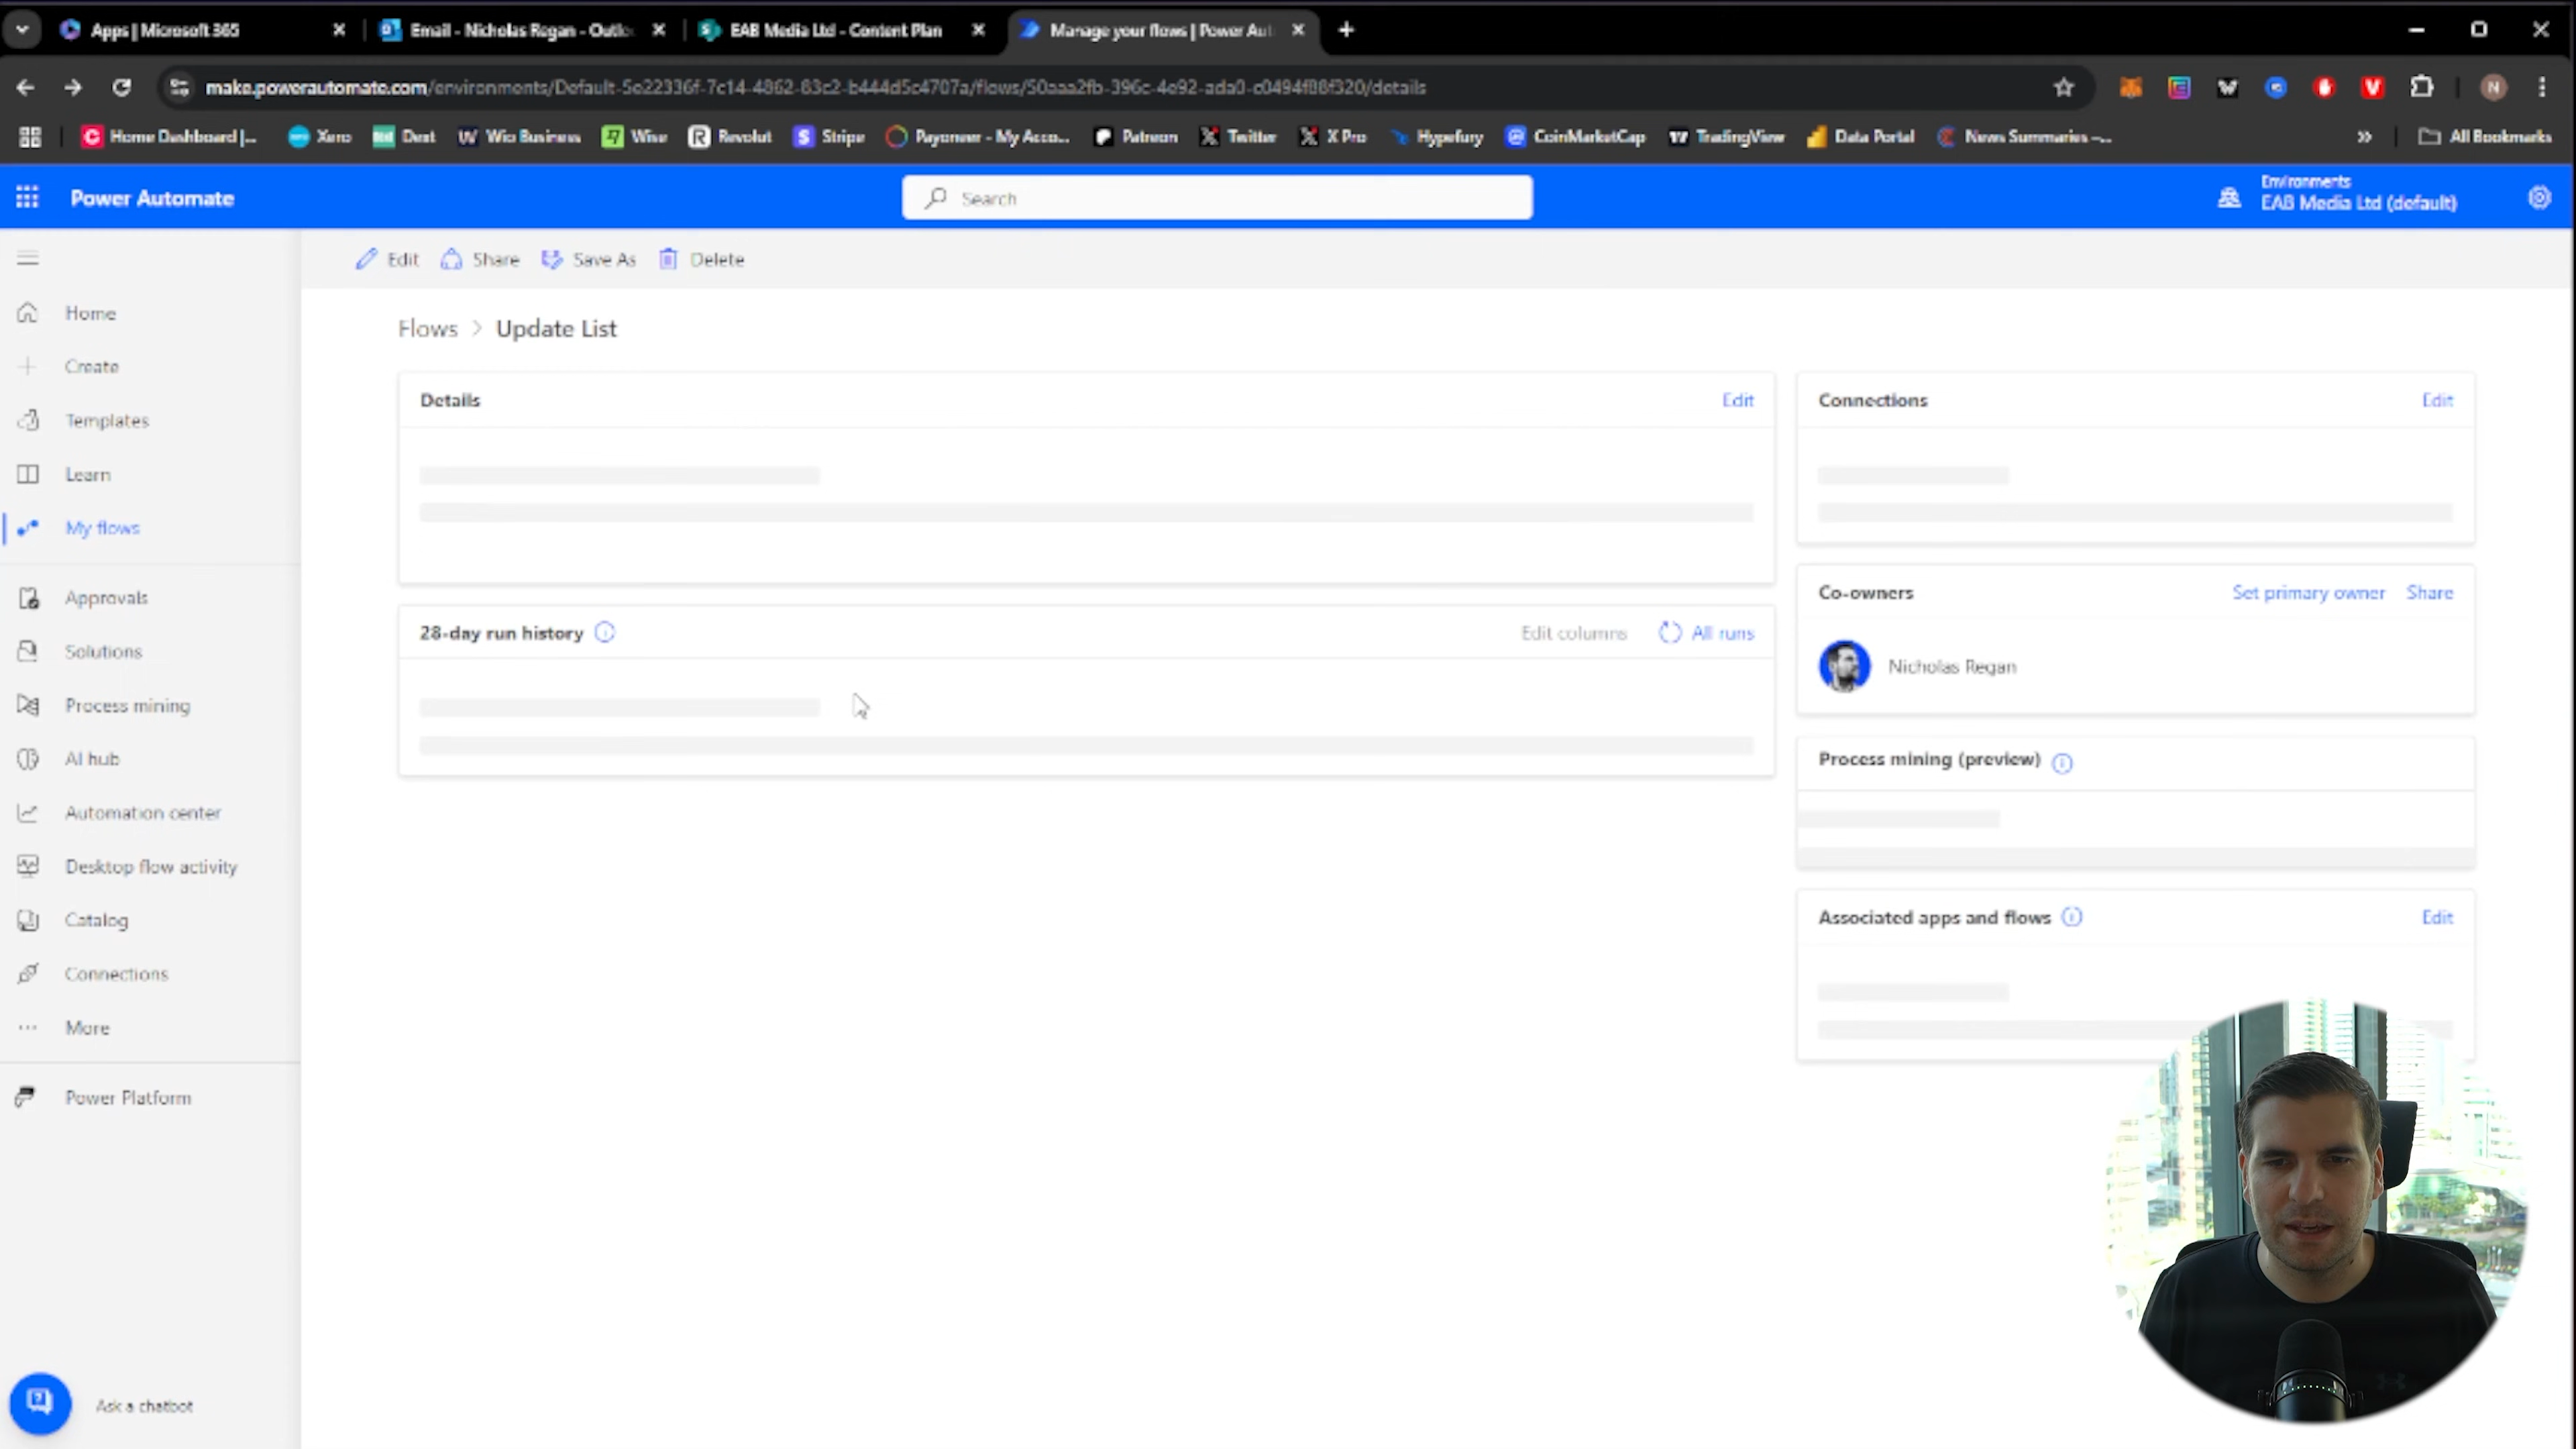 Apps | Microsoft 365
Email - Nicholas Regan - Outlo
EAB Media Ltd - Content Plan
Manage your flows | Power Aut
make.powerautomate.com/environments/Default-5e22336f-7c14-4862-83c2-b444d5c4707a/flows/50aaa2fb-396c-4e92-ada0-c0494f88f320/details
Home Dashboard |...
Xero
Dext
Wio Business
Wise
Revolut
Stripe
Payoneer - My Acco...
Patreon
Twitter
X Pro
Hypefury
CoinMarketCap
TradingView
Data Portal
News Summaries -...
All Bookmarks
Power Automate
Search
Environments
EAB Media Ltd (default)
Edit
Share
Save As
Delete
Home
Create
Templates
Learn
My flows
Approvals
Solutions
Process mining
AI hub
Automation center
Desktop flow activity
Catalog
Connections
More
Power Platform
Ask a chatbot
Flows > Update List
Details
Edit
28-day run history
Edit columns
All runs
Connections
Edit
Co-owners
Set primary owner
Share
Nicholas Regan
Process mining (preview)
Associated apps and flows
Edit